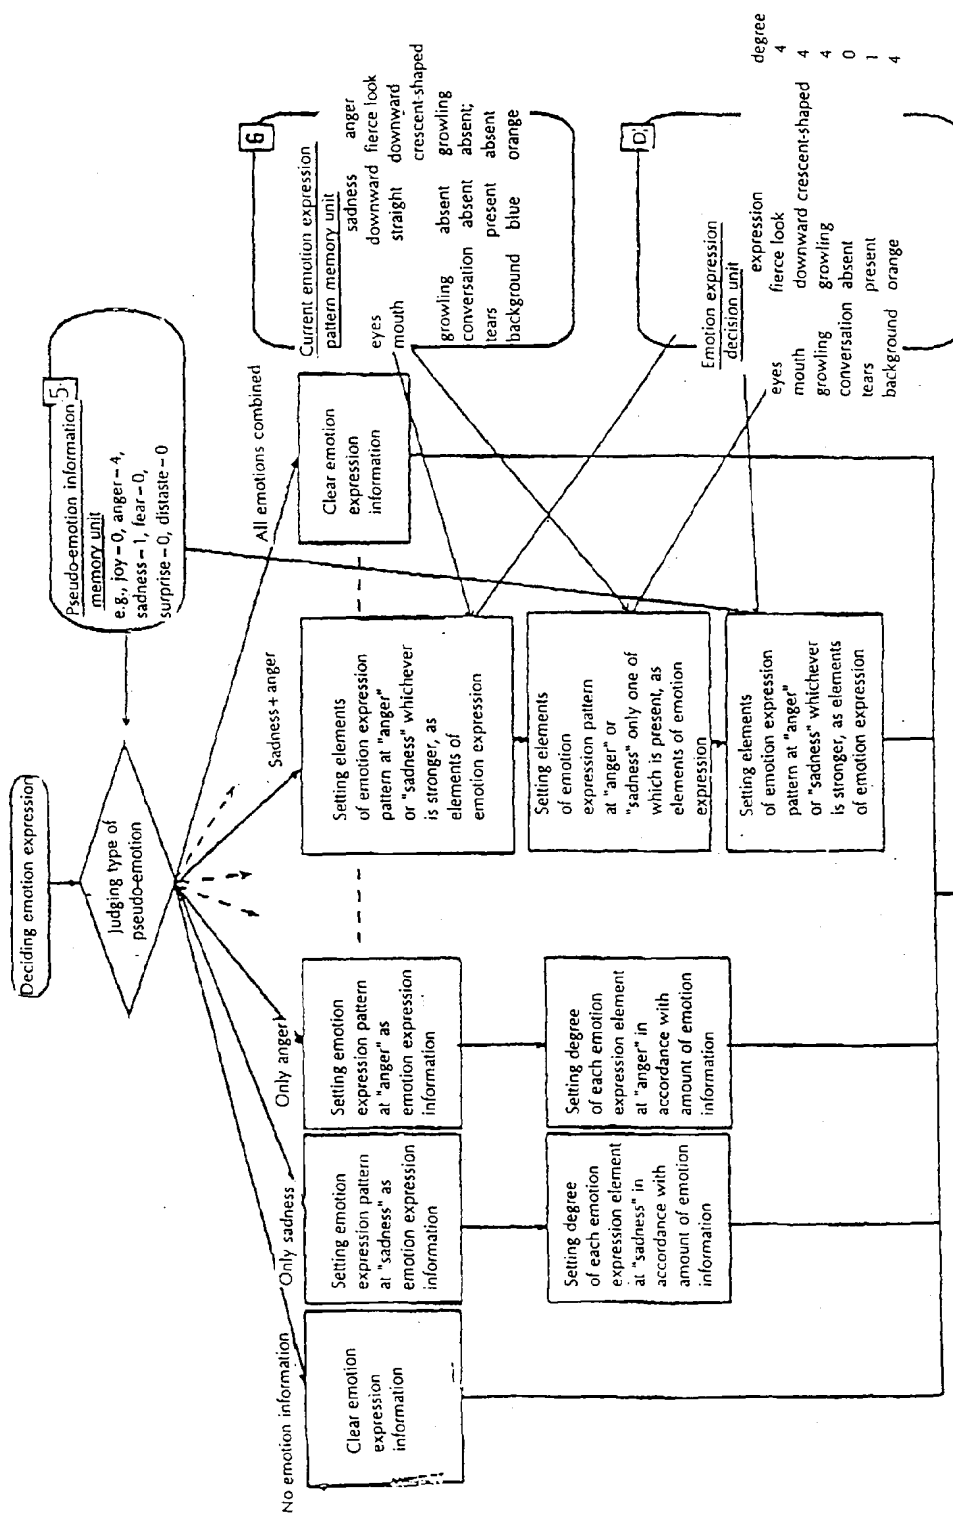 Deciding emotion expression
Judging type of
pseudo-emotion
5
Pseudo-emotion information
memory unit
e.g., joy–0, anger–4,
sadness–1, fear–0,
surprise–0, distaste–0
No emotion information
Only sadness
Only anger
Sadness+anger
All emotions combined
Clear emotion
expression
information
Setting emotion
expression pattern
at "sadness" as
emotion expression
information
Setting emotion
expression pattern
at "anger" as
emotion expression
information
Setting elements
of emotion expression
pattern at "anger"
or "sadness" whichever
is stronger, as
elements of
emotion expression
Clear emotion
expression
information
6
Current emotion expression
pattern memory unit
sadness anger
eyes downward fierce look
mouth straight downward
crescent-shaped
growling absent growling
conversation absent absent;
tears present absent
background blue orange
Setting degree
of each emotion
expression element
at "sadness" in
accordance with
amount of emotion
information
Setting degree
of each emotion
expression element
at "anger" in
accordance with
amount of emotion
information
Setting elements
of emotion
expression pattern
at "anger" or
"sadness" only one of
which is present, as
elements of emotion
expression
Setting elements
of emotion expression
pattern at "anger"
or "sadness" whichever
is stronger, as elements
of emotion expression
D
Emotion expression
decision unit
expression degree
eyes fierce look 4
mouth downward crescent-shaped 4
growling growling 4
conversation absent 0
tears present 1
background orange 4